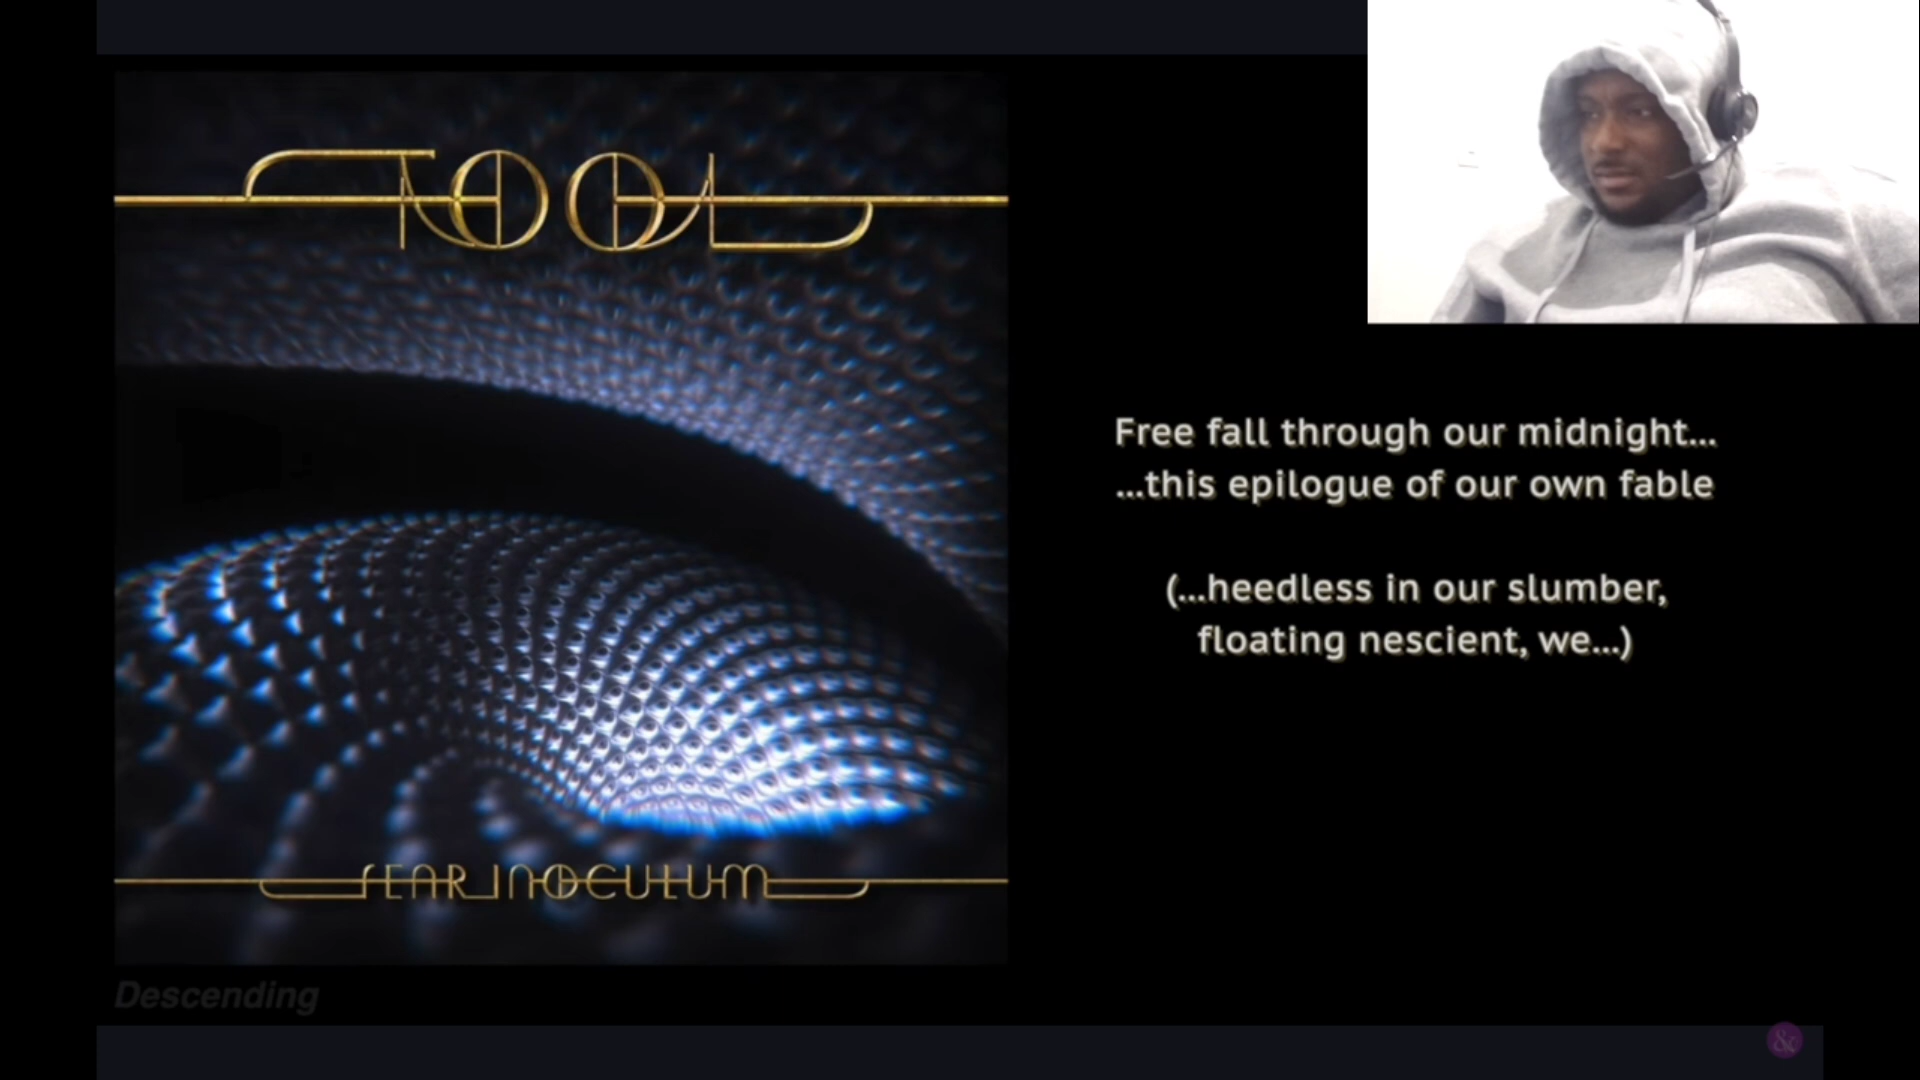 TOOL
Free fall through our midnight...
...this epilogue of our own fable
(...heedless in our slumber,
floating nescient, we...)
FEAR INOCULUM
Descending
&